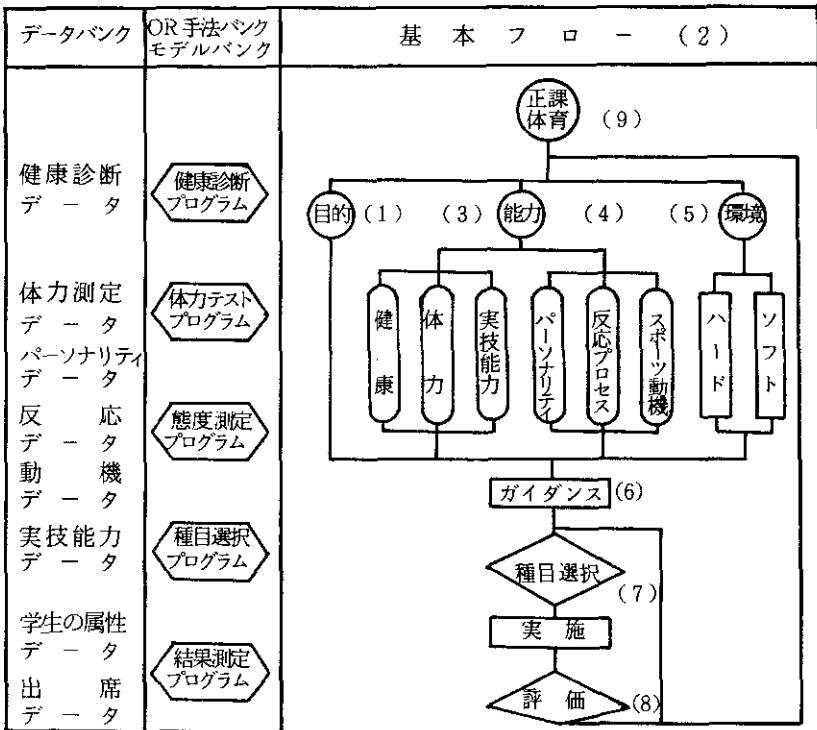 データバンク
OR手法バンク
モデルバンク
基本フロー (2)
健康診断
データ
体力測定
データ
パーソナリティ
データ
反応
データ
動機
データ
実技能力
データ
学生の属性
データ
出席
データ
健康診断
プログラム
体力テスト
プログラム
態度測定
プログラム
種目選択
プログラム
結果測定
プログラム
正課
体育
(9)
目的 (1)
(3) 能力 (4)
(5) 環境
健康
体力
実技能力
パーソナリティ
反応プロセス
スポーツ動機
ハード
ソフト
ガイダンス (6)
種目選択
(7)
実施
評価 (8)